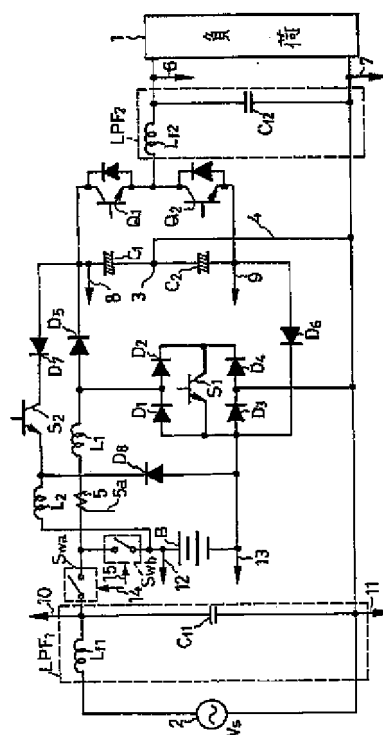 LPF1
Lf1
10
Swa
14
15
Swb
12
B
13
C11
11
2
Vs
L2
5
5a
L1
D8
S2
D7
D5
D1
D2
S1
D3
D4
D6
8
C1
3
C2
9
4
Q1
Q2
LPF2
Lf2
Cf2
6
7
1
負荷